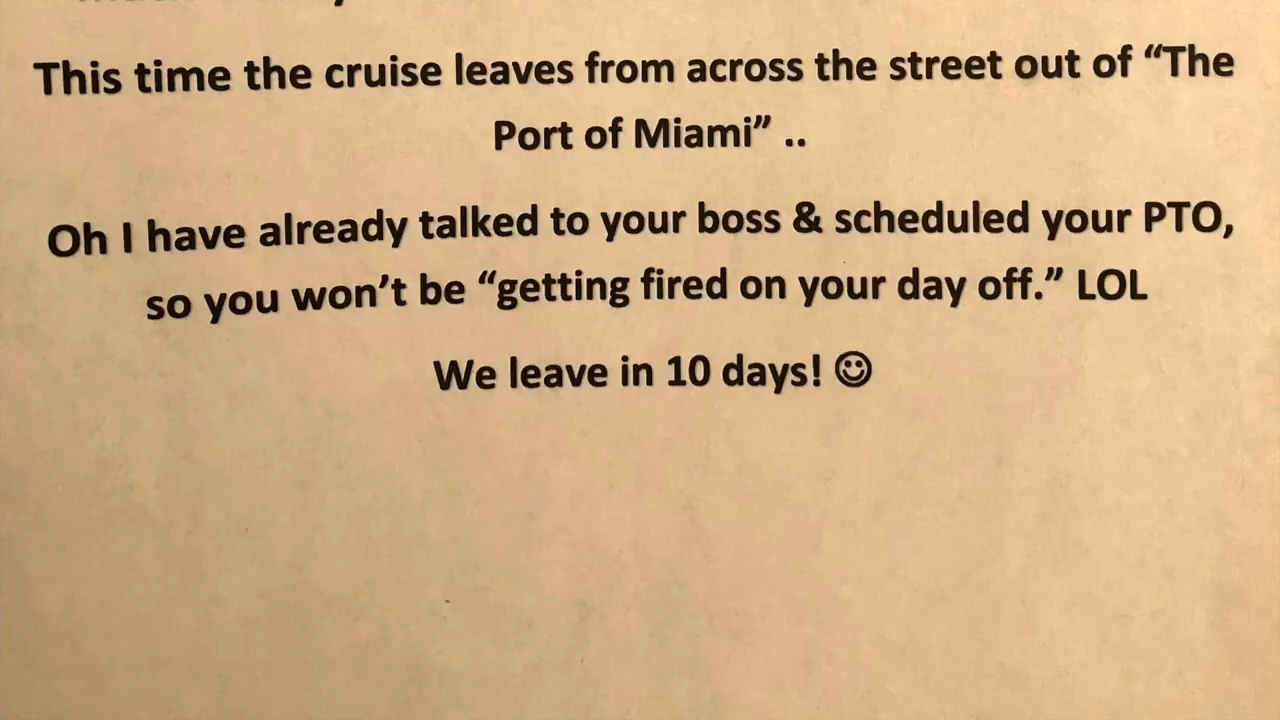 This time the cruise leaves from across the street out of “The
Port of Miami” ..
Oh I have already talked to your boss & scheduled your PTO,
so you won’t be “getting fired on your day off.” LOL
We leave in 10 days! ☺